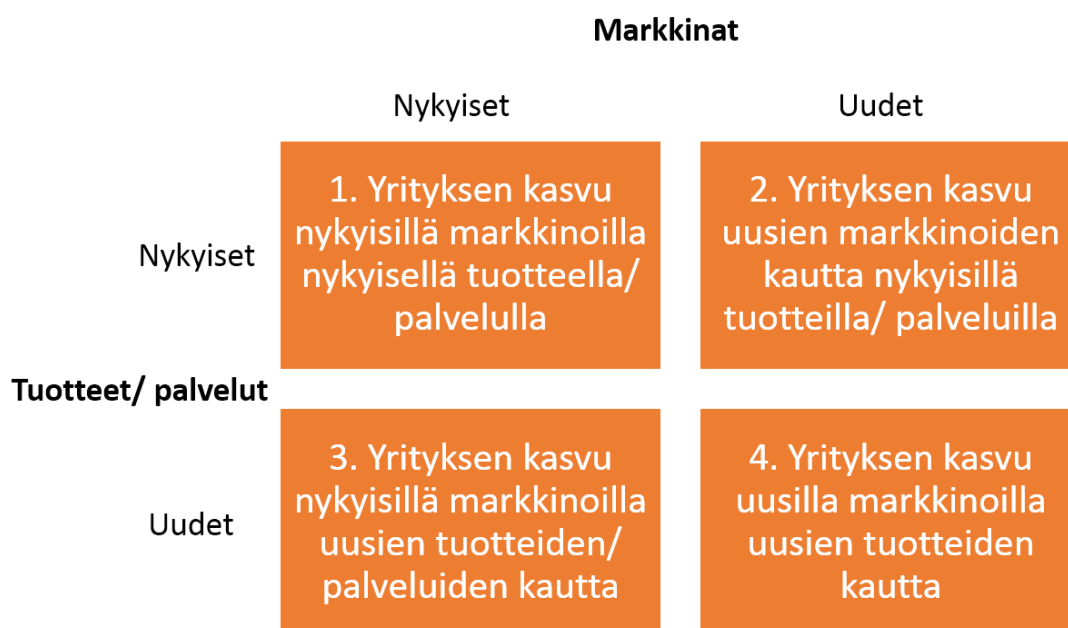 Markkinat
Nykyiset
Uudet
Nykyiset
1. Yrityksen kasvu
nykyisillä markkinoilla
nykyisellä tuotteella/
palvelulla
2. Yrityksen kasvu
uusien markkinoiden
kautta nykyisillä
tuotteilla/ palveluilla
Tuotteet/ palvelut
Uudet
3. Yrityksen kasvu
nykyisillä markkinoilla
uusien tuotteiden/
palveluiden kautta
4. Yrityksen kasvu
uusilla markkinoilla
uusien tuotteiden
kautta